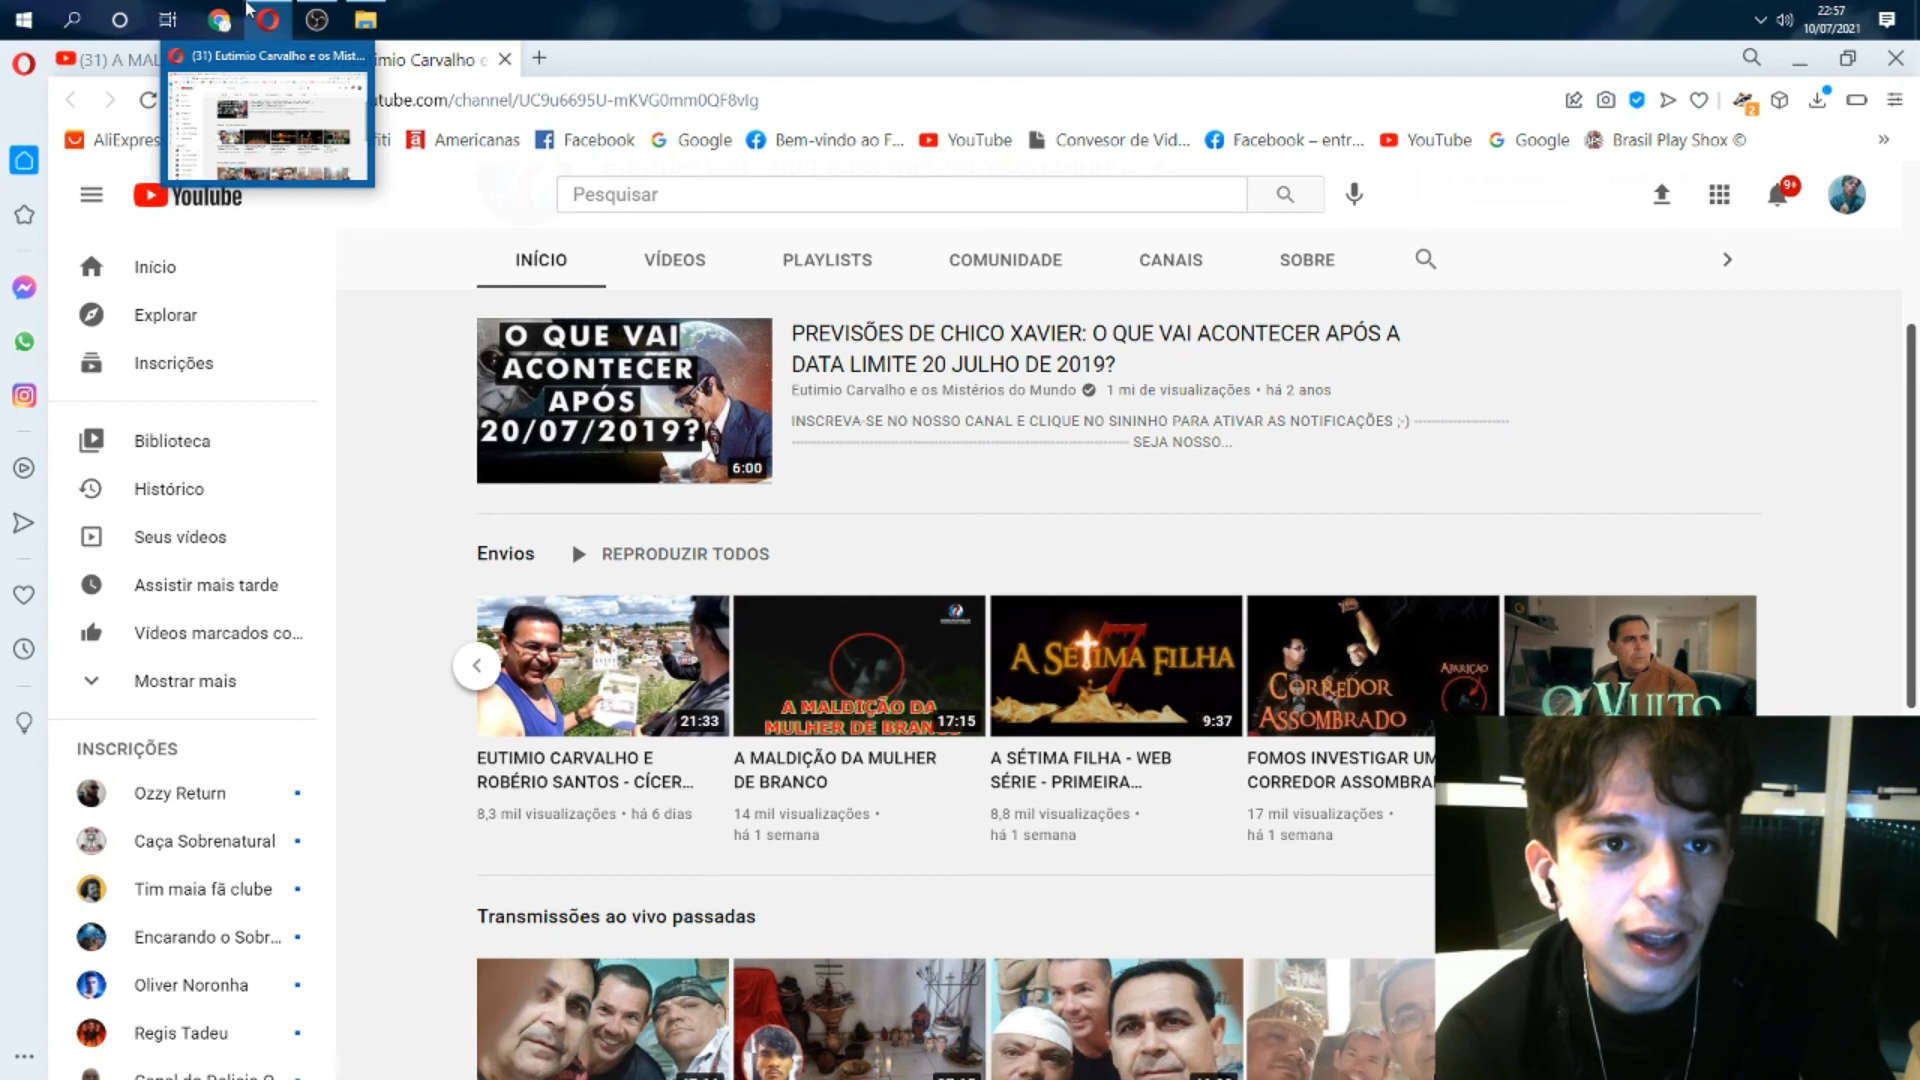 22:57
10/07/2021
(31) A MAL
(31) Eutimio Carvalho e os Mist...
imio Carvalho e
utube.com/channel/UC9u6695U-mKVG0mm0QF8vIg
AliExpres
iti
Americanas
Facebook
Google
Bem-vindo ao F...
YouTube
Convesor de Vid...
Facebook – entr...
YouTube
Google
Brasil Play Shox ©
YouTube
Pesquisar
9+
INÍCIO
VÍDEOS
PLAYLISTS
COMUNIDADE
CANAIS
SOBRE
Início
Explorar
Inscrições
Biblioteca
Histórico
Seus vídeos
Assistir mais tarde
Vídeos marcados co...
Mostrar mais
INSCRIÇÕES
Ozzy Return
Caça Sobrenatural
Tim maia fã clube
Encarando o Sobr...
Oliver Noronha
Regis Tadeu
O QUE VAI
ACONTECER
APÓS
20/07/2019?
6:00
PREVISÕES DE CHICO XAVIER: O QUE VAI ACONTECER APÓS A
DATA LIMITE 20 JULHO DE 2019?
Eutimio Carvalho e os Mistérios do Mundo
1 mi de visualizações • há 2 anos
INSCREVA-SE NO NOSSO CANAL E CLIQUE NO SININHO PARA ATIVAR AS NOTIFICAÇÕES ;-) ---------------------
--------------------------------------------------------------------------- SEJA NOSSO...
Envios
REPRODUZIR TODOS
21:33
A MALDIÇÃO DA
MULHER DE BRANCO
17:15
A SÉTIMA FILHA
7
9:37
CORREDOR
ASSOMBRADO
APARIÇÃO
O VULTO
EUTIMIO CARVALHO E
ROBÉRIO SANTOS - CÍCER...
8,3 mil visualizações • há 6 dias
A MALDIÇÃO DA MULHER
DE BRANCO
14 mil visualizações •
há 1 semana
A SÉTIMA FILHA - WEB
SÉRIE - PRIMEIRA...
8,8 mil visualizações •
há 1 semana
FOMOS INVESTIGAR UM
CORREDOR ASSOMBRA
17 mil visualizações •
há 1 semana
Transmissões ao vivo passadas